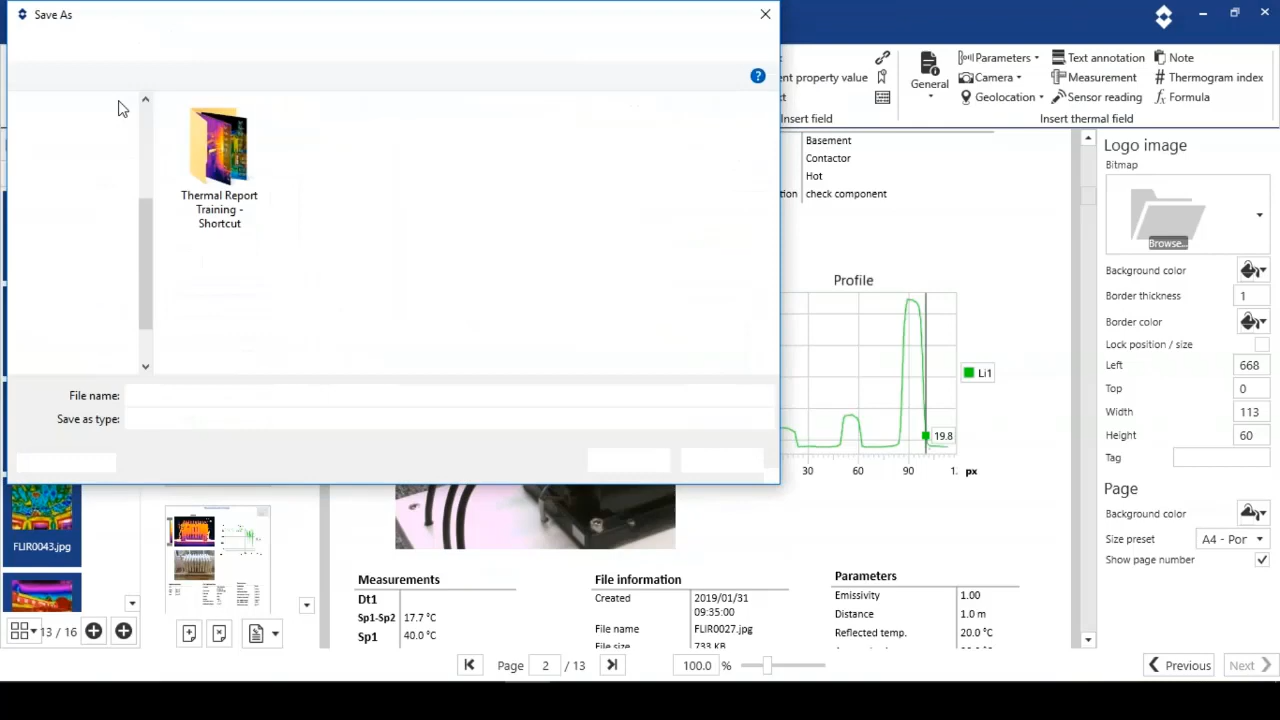 Save As
?
Thermal Report
Training -
Shortcut
File name:
Save as type:
Parameters
Camera
Geolocation
General
Text annotation
Measurement
Sensor reading
Note
# Thermogram index
Formula
nt property value
Insert field
Insert thermal field
Basement
Contactor
Hot
check component
Profile
Li1
19.8
30
60
90
1.
px
Logo image
Bitmap
Browse...
Background color
Border thickness 1
Border color
Lock position / size
Left 668
Top 0
Width 113
Height 60
Tag
Page
Background color
Size preset A4 - Por
Show page number
FLIR0043.jpg
13 / 16
Measurements
Dt1
Sp1-Sp2 17.7 °C
Sp1 40.0 °C
File information
Created 2019/01/31
09:35:00
File name FLIR0027.jpg
File size 733 KB
Parameters
Emissivity 1.00
Distance 1.0 m
Reflected temp. 20.0 °C
Page 2 / 13
100.0 %
Previous
Next